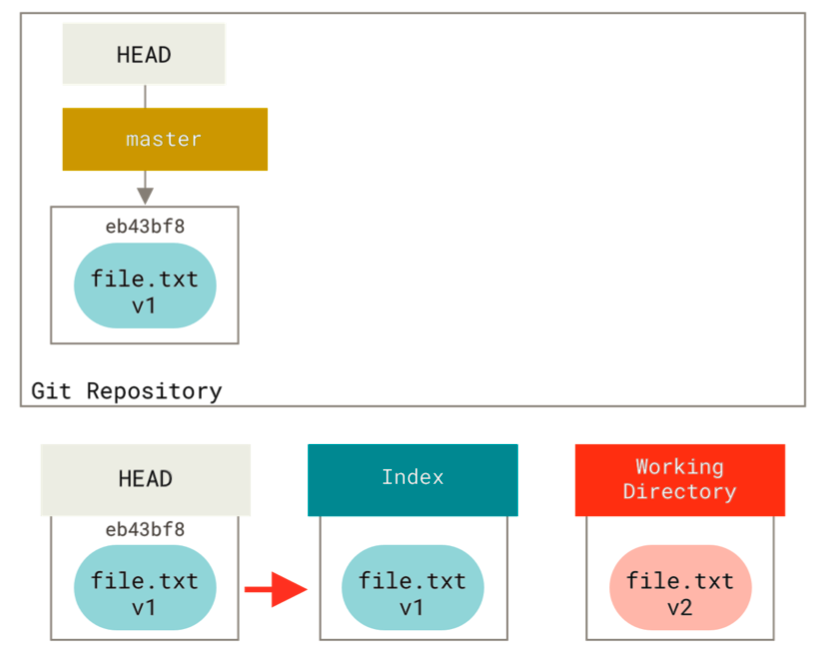 HEAD
master
eb43bf8
file.txt
v1
Git Repository
HEAD
Index
Working
Directory
eb43bf8
file.txt
v1
file.txt
v1
file.txt
v2